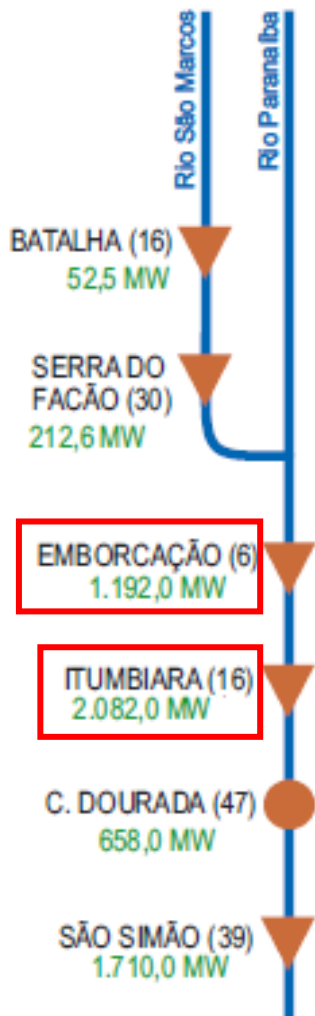 Rio São Marcos
Rio Paranaíba
BATALHA (16)
52,5 MW
SERRA DO
FACÃO (30)
212,6 MW
EMBORCAÇÃO (6)
1.192,0 MW
ITUMBIARA (16)
2.082,0 MW
C. DOURADA (47)
658,0 MW
SÃO SIMÃO (39)
1.710,0 MW